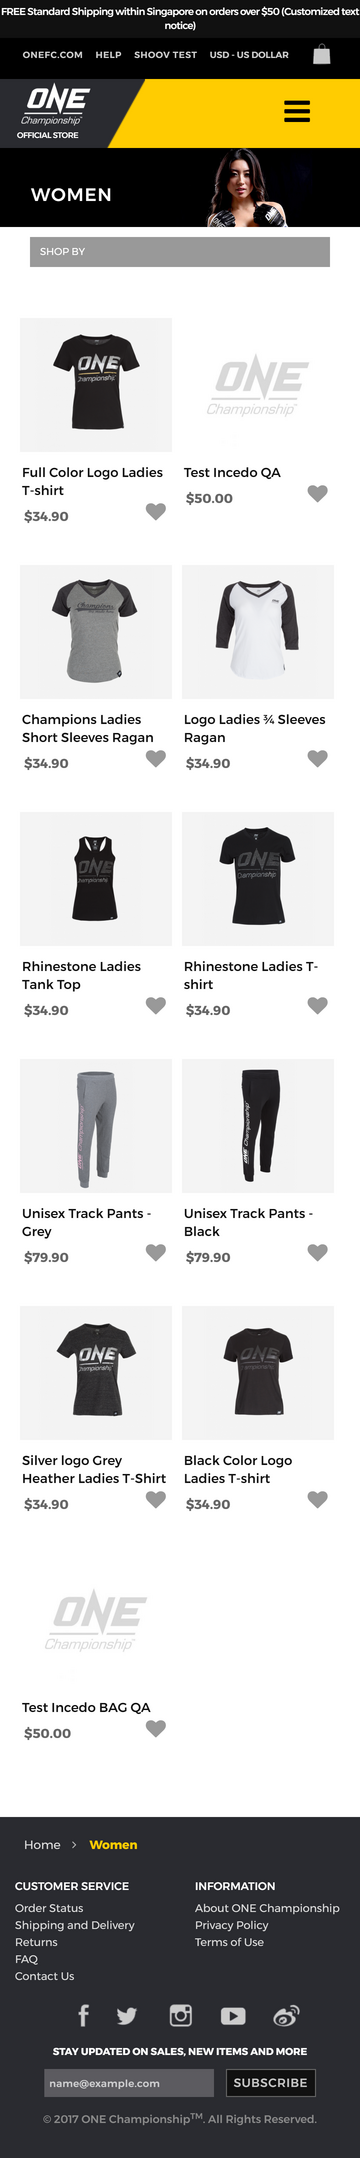 FREE Standard Shipping within Singapore on orders over $50 (Customized text
notice)
ONEFC.COM HELP SHOOV TEST USD - US DOLLAR
ONE
Championship
OFFICIAL STORE
WOMEN
SHOP BY
ONE
Championship
ONE
Championship™
Full Color Logo Ladies
T-shirt
$34.90
Test Incedo QA
$50.00
Champions
Champions Ladies
Short Sleeves Ragan
$34.90
Logo Ladies ¾ Sleeves
Ragan
$34.90
ONE
Championship
ONE
Championship
Rhinestone Ladies
Tank Top
$34.90
Rhinestone Ladies T-
shirt
$34.90
ONE Championship
ONE Championship
Unisex Track Pants -
Grey
$79.90
Unisex Track Pants -
Black
$79.90
ONE
Championship
ONE
Championship
Silver logo Grey
Heather Ladies T-Shirt
$34.90
Black Color Logo
Ladies T-shirt
$34.90
ONE
Championship™
Test Incedo BAG QA
$50.00
Home > Women
CUSTOMER SERVICE
Order Status
Shipping and Delivery
Returns
FAQ
Contact Us
INFORMATION
About ONE Championship
Privacy Policy
Terms of Use
STAY UPDATED ON SALES, NEW ITEMS AND MORE
name@example.com
SUBSCRIBE
© 2017 ONE Championship™. All Rights Reserved.